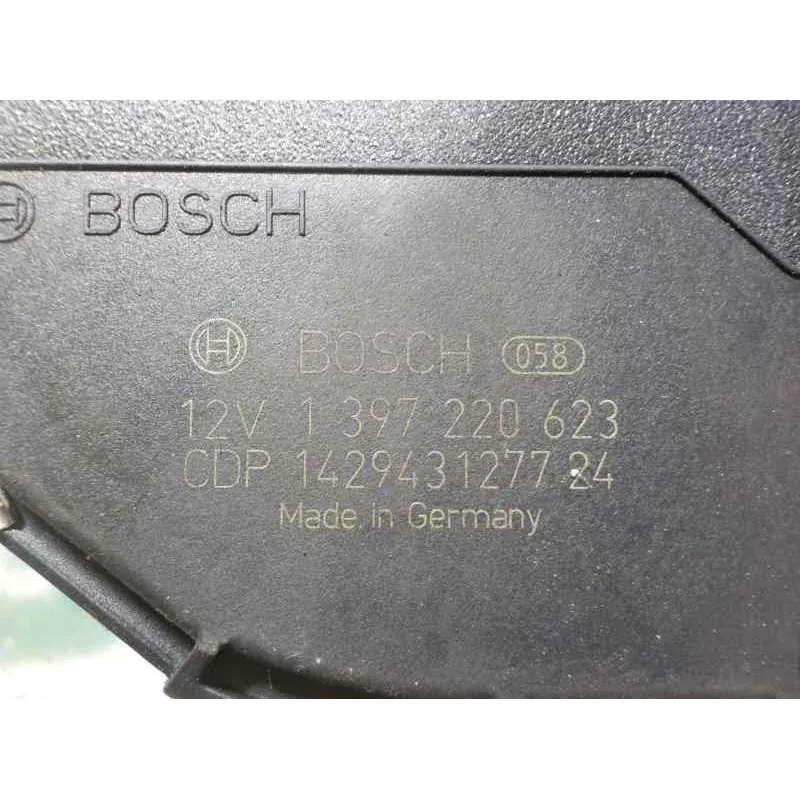 BOSCH
BOSCH 058
12V 1 397 220 623
CDP 1429431277 24
Made in Germany